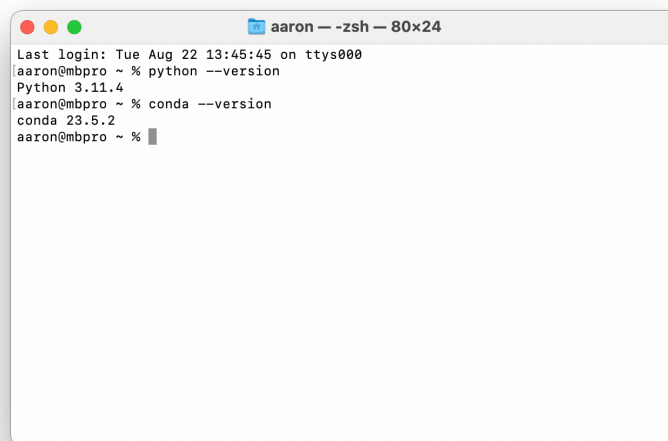 aaron — -zsh — 80×24
Last login: Tue Aug 22 13:45:45 on ttys000
[aaron@mbpro ~ % python --version
Python 3.11.4
[aaron@mbpro ~ % conda --version
conda 23.5.2
aaron@mbpro ~ %